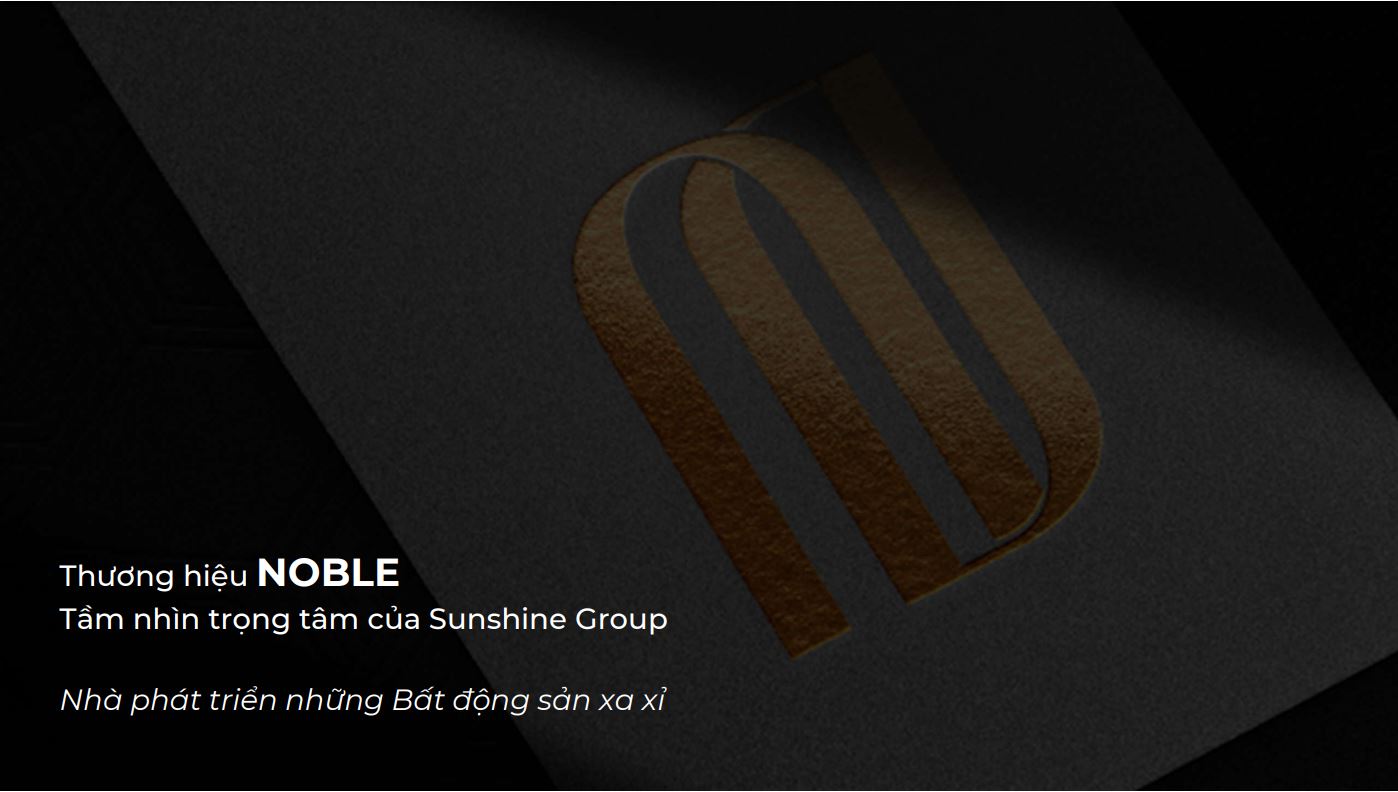 Thương hiệu NOBLE
Tầm nhìn trọng tâm của Sunshine Group
Nhà phát triển những Bất động sản xa xỉ